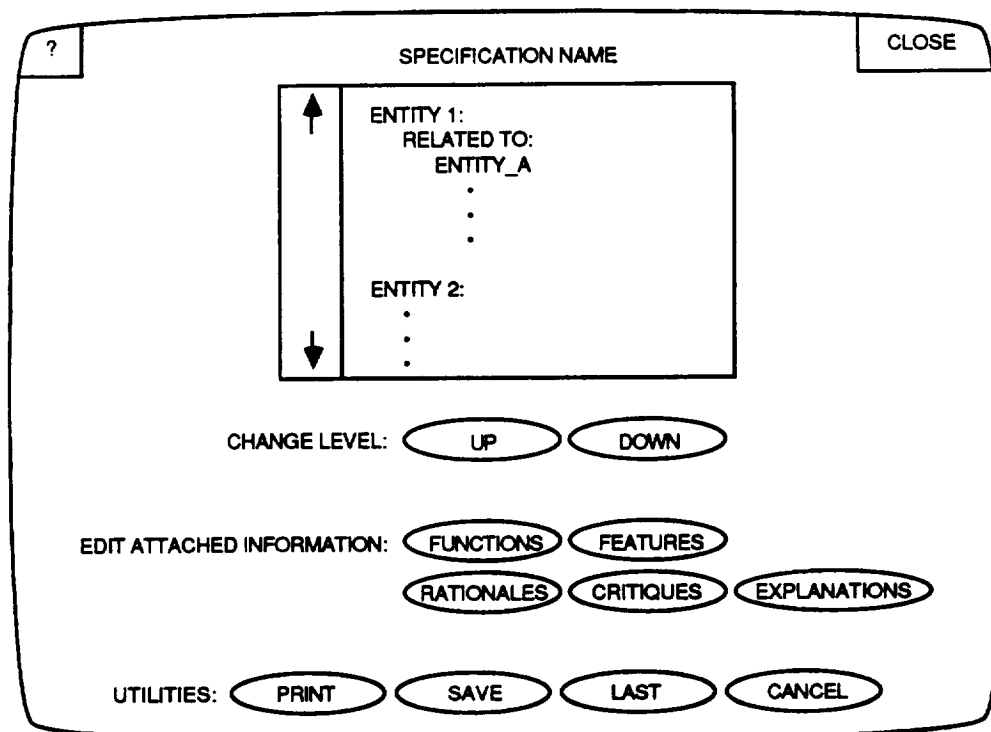 ?
CLOSE
SPECIFICATION NAME
ENTITY 1:
RELATED TO:
ENTITY_A
ENTITY 2:
CHANGE LEVEL: UP DOWN
EDIT ATTACHED INFORMATION: FUNCTIONS FEATURES
RATIONALES CRITIQUES EXPLANATIONS
UTILITIES: PRINT SAVE LAST CANCEL